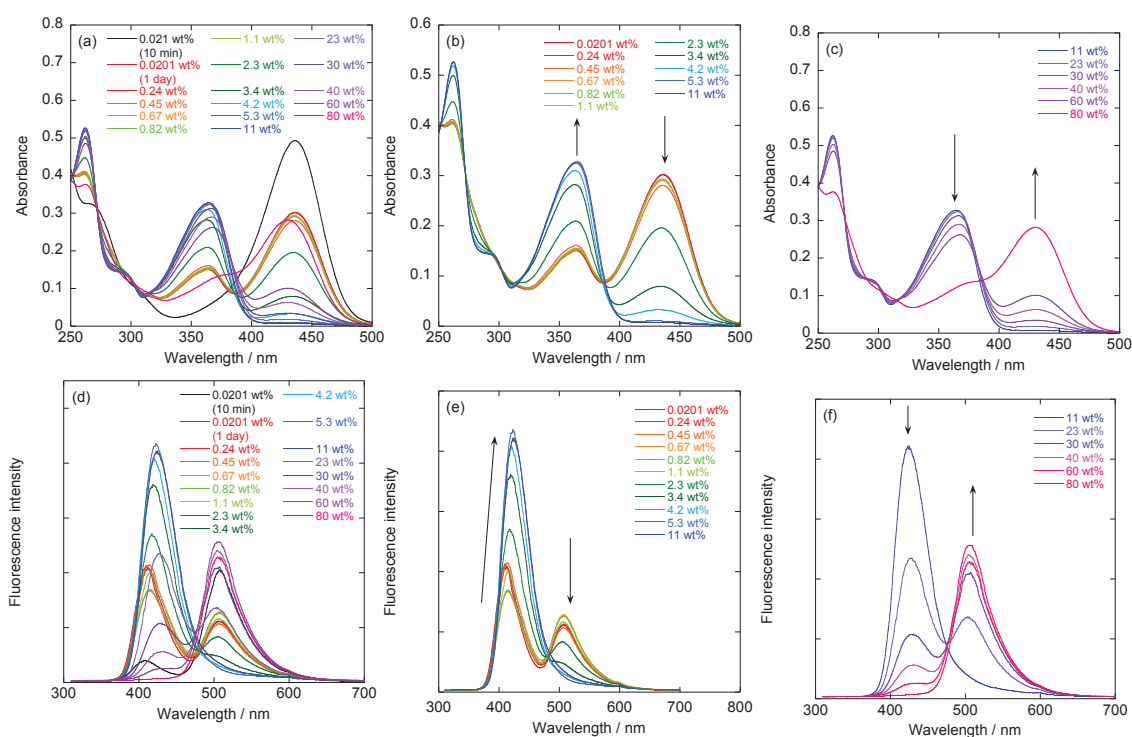 (a)
0.021 wt%
(10 min)
0.0201 wt%
(1 day)
0.24 wt%
0.45 wt%
0.67 wt%
0.82 wt%
1.1 wt%
2.3 wt%
3.4 wt%
4.2 wt%
5.3 wt%
11 wt%
23 wt%
30 wt%
40 wt%
60 wt%
80 wt%
0.8
0.7
0.6
0.5
0.4
0.3
0.2
0.1
0
250 300 350 400 450 500
Absorbance
Wavelength / nm
(b)
0.0201 wt%
0.24 wt%
0.45 wt%
0.67 wt%
0.82 wt%
1.1 wt%
2.3 wt%
3.4 wt%
4.2 wt%
5.3 wt%
11 wt%
0.6
0.5
0.4
0.3
0.2
0.1
0
250 300 350 400 450 500
Absorbance
Wavelength / nm
(c)
11 wt%
23 wt%
30 wt%
40 wt%
60 wt%
80 wt%
0.8
0.7
0.6
0.5
0.4
0.3
0.2
0.1
0
250 300 350 400 450 500
Absorbance
Wavelength / nm
(d)
0.0201 wt%
(10 min)
0.0201 wt%
(1 day)
0.24 wt%
0.45 wt%
0.67 wt%
0.82 wt%
1.1 wt%
2.3 wt%
3.4 wt%
4.2 wt%
5.3 wt%
11 wt%
23 wt%
30 wt%
40 wt%
60 wt%
80 wt%
300 400 500 600 700
Fluorescence intensity
Wavelength / nm
(e)
0.0201 wt%
0.24 wt%
0.45 wt%
0.67 wt%
0.82 wt%
1.1 wt%
2.3 wt%
3.4 wt%
4.2 wt%
5.3 wt%
11 wt%
300 400 500 600 700 800
Fluorescence intensity
Wavelength / nm
(f)
11 wt%
23 wt%
30 wt%
40 wt%
60 wt%
80 wt%
300 400 500 600 700
Fluorescence intensity
Wavelength / nm